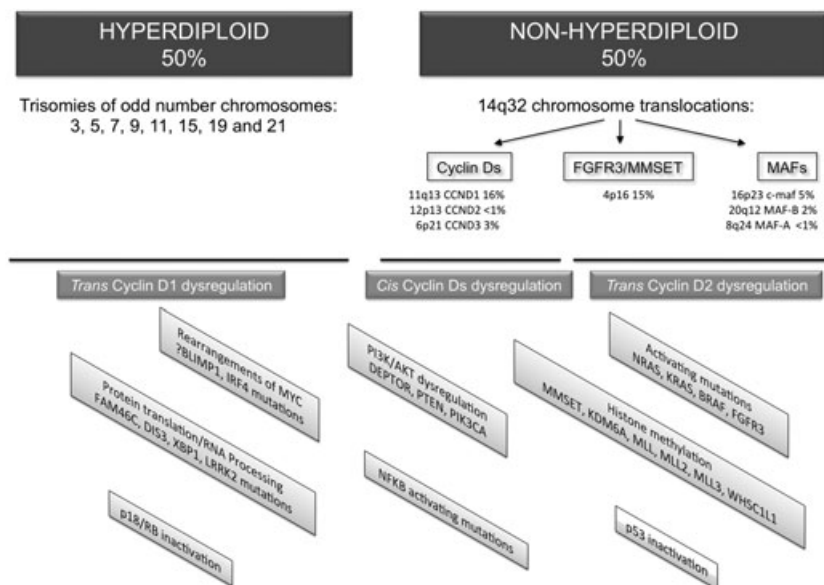 HYPERDIPLOID
50%
Trisomies of odd number chromosomes:
3, 5, 7, 9, 11, 15, 19 and 21
NON-HYPERDIPLOID
50%
14q32 chromosome translocations:
Cyclin Ds
11q13 CCND1 16%
12p13 CCND2 <1%
6p21 CCND3 3%
FGFR3/MMSET
4p16 15%
MAFs
16p23 c-maf 5%
20q12 MAF-B 2%
8q24 MAF-A <1%
Trans Cyclin D1 dysregulation
Cis Cyclin Ds dysregulation
Trans Cyclin D2 dysregulation
Rearrangements of MYC
?BLIMP1, IRF4 mutations
Protein translation/RNA Processing
FAM46C, DIS3, XBP1, LRRK2 mutations
p18/RB inactivation
PI3K/AKT dysregulation
DEPTOR, PTEN, PIK3CA
NFKB activating mutations
Activating mutations
NRAS, KRAS, BRAF, FGFR3
Histone methylation
MMSET, KDM6A, MLL, MLL2, MLL3, WHSC1L1
p53 inactivation